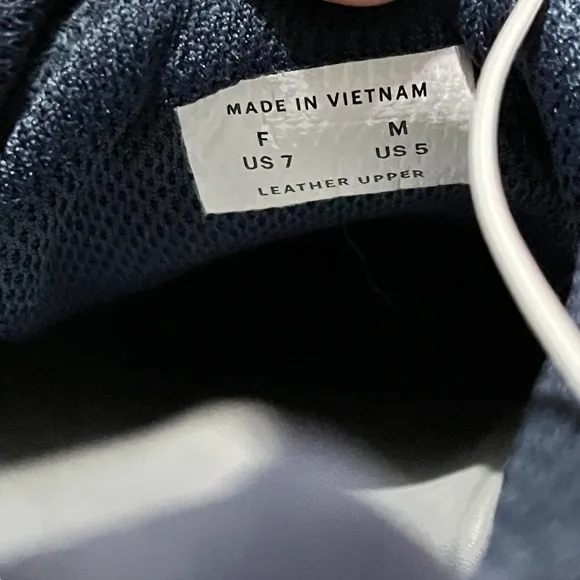 MADE IN VIETNAM
F M
US 7 US 5
LEATHER UPPER